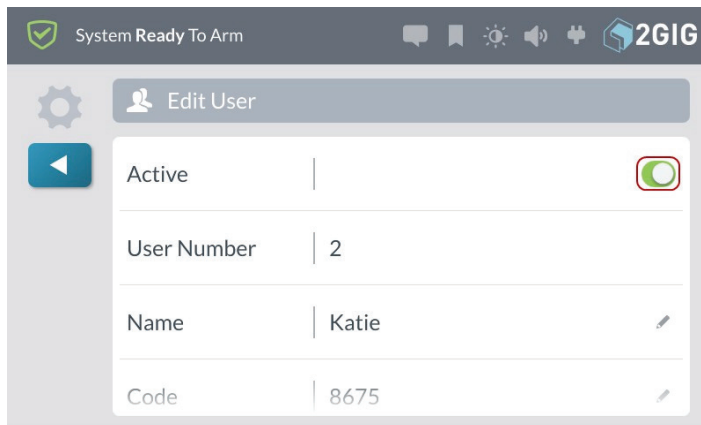 System Ready To Arm
2GIG
Edit User
Active
User Number 2
Name Katie
Code 8675